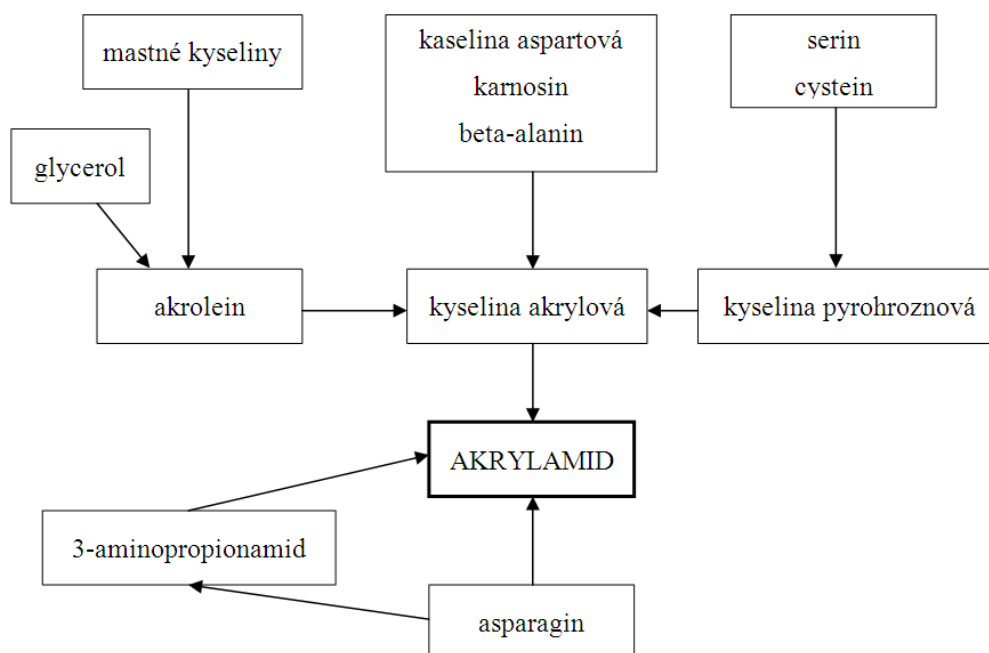 mastné kyseliny
kaselina aspartová
karnosin
beta-alanin
serin
cystein
glycerol
akrolein
kyselina akrylová
kyselina pyrohroznová
AKRYLAMID
3-aminopropionamid
asparagin